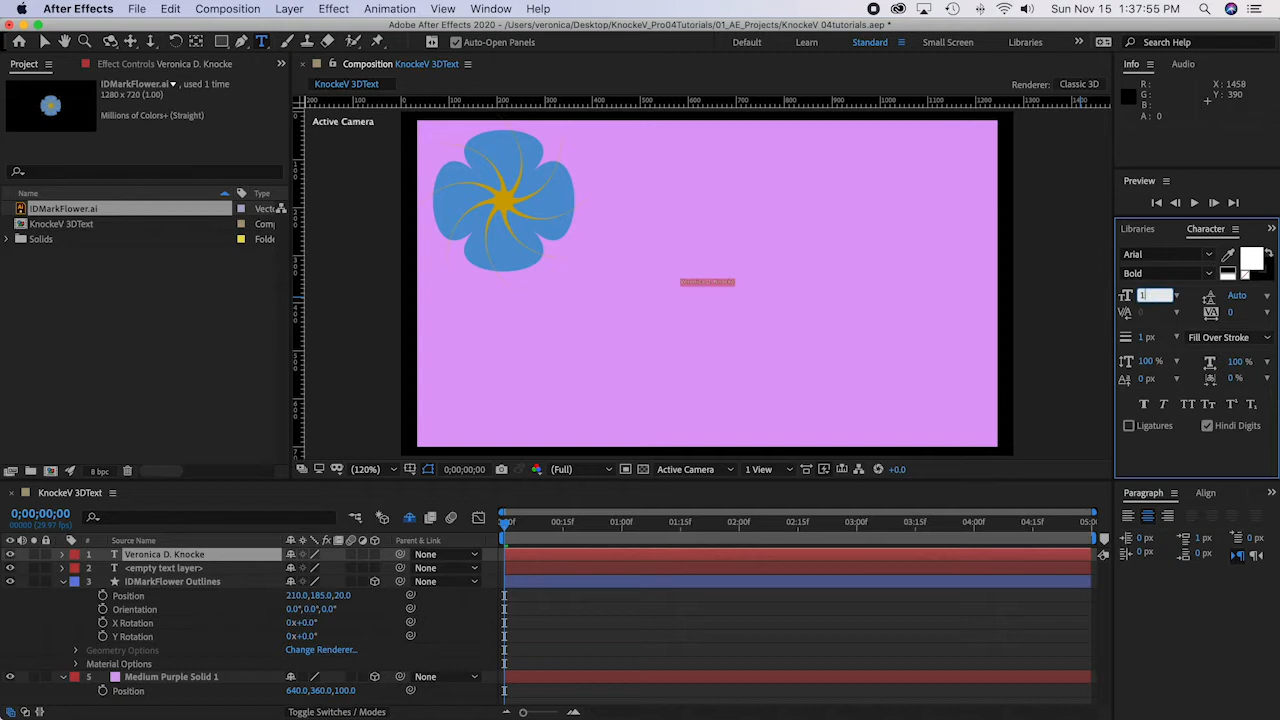 After Effects File Edit Composition Layer Effect Animation View Window Help Sun Nov 15 1:37:55 PM
Adobe After Effects 2020 - /Users/veronica/Desktop/KnockeV_Pro04Tutorials/01_AE_Projects/KnockeV 04tutorials.aep *
Auto-Open Panels Default Learn Standard Small Screen Libraries Search Help
Project Effect Controls Veronica D. Knocke Composition KnockeV 3DText Info Audio
IDMarkFlower.ai , used 1 time
1280 x 720 (1.00)
Millions of Colors+ (Straight)
KnockeV 3DText Renderer: Classic 3D
R: X: 1458
G: Y: 390
B:
A: 0
Active Camera
Name Type
IDMarkFlower.ai Vecto
KnockeV 3DText Comp
Solids Folde
Preview
Libraries Character
Arial
Bold
1 Auto
0 0
1 px Fill Over Stroke
100 % 100 %
0 px 0 %
Ligatures Hindi Digits
8 bpc (120%) 0;00;00;00 (Full) Active Camera 1 View +0.0
KnockeV 3DText
Paragraph Align
0;00;00;00
00000 (29.97 fps)
00f 00:15f 01:00f 01:15f 02:00f 02:15f 03:00f 03:15f 04:00f 04:15f 05:0
# Source Name Parent & Link
1 T Veronica D. Knocke None
2 T <empty text layer> None
3 IDMarkFlower Outlines None
Position 210.0,185.0,20.0
Orientation 0.0°,0.0°,0.0°
X Rotation 0x+0.0°
Y Rotation 0x+0.0°
Geometry Options Change Renderer...
Material Options
5 Medium Purple Solid 1 None
Position 640.0,360.0,100.0
0 px 1 px 0 px
0 px 0 px
Toggle Switches / Modes